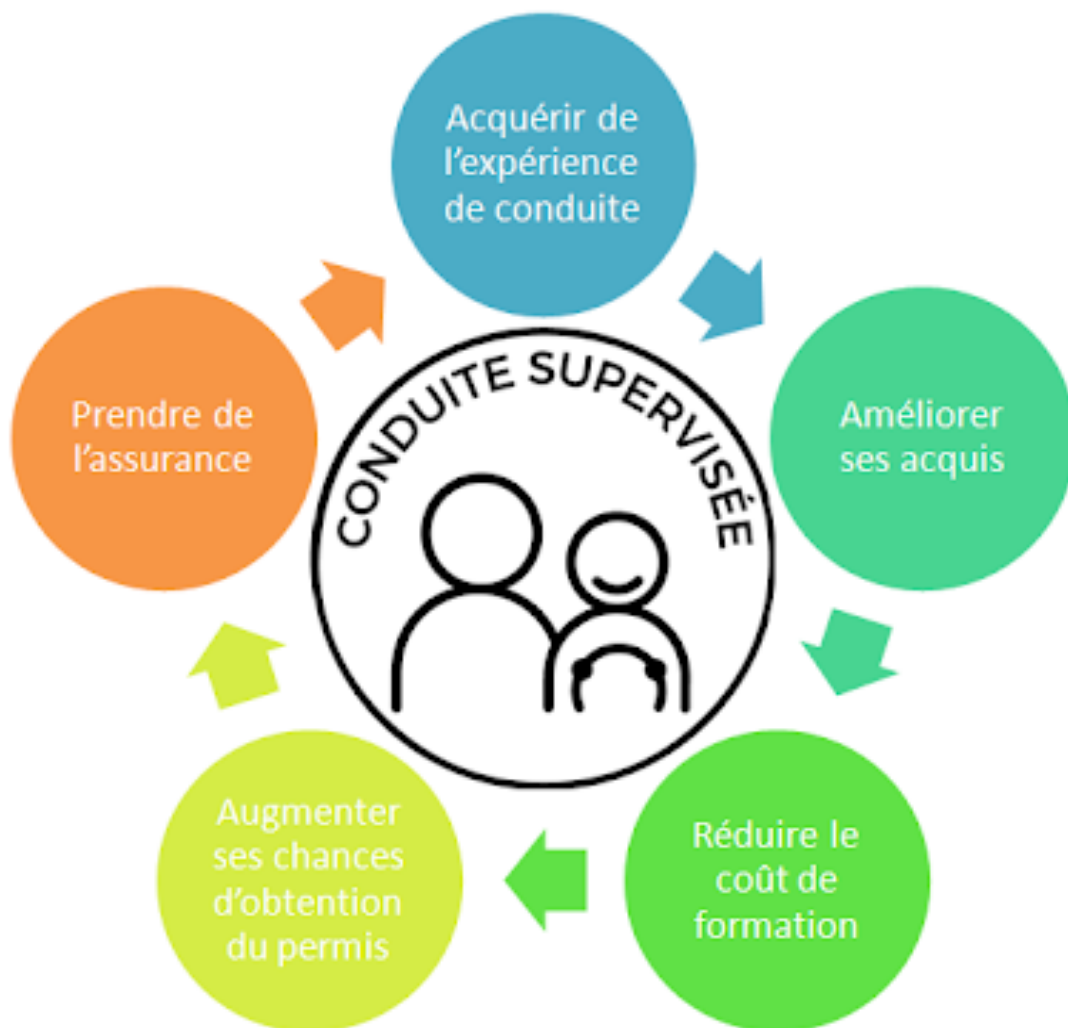 Acquérir de
l'expérience
de conduite
Améliorer
ses acquis
Réduire le
coût de
formation
Augmenter
ses chances
d'obtention
du permis
Prendre de
l'assurance
CONDUITE SUPERVISÉE